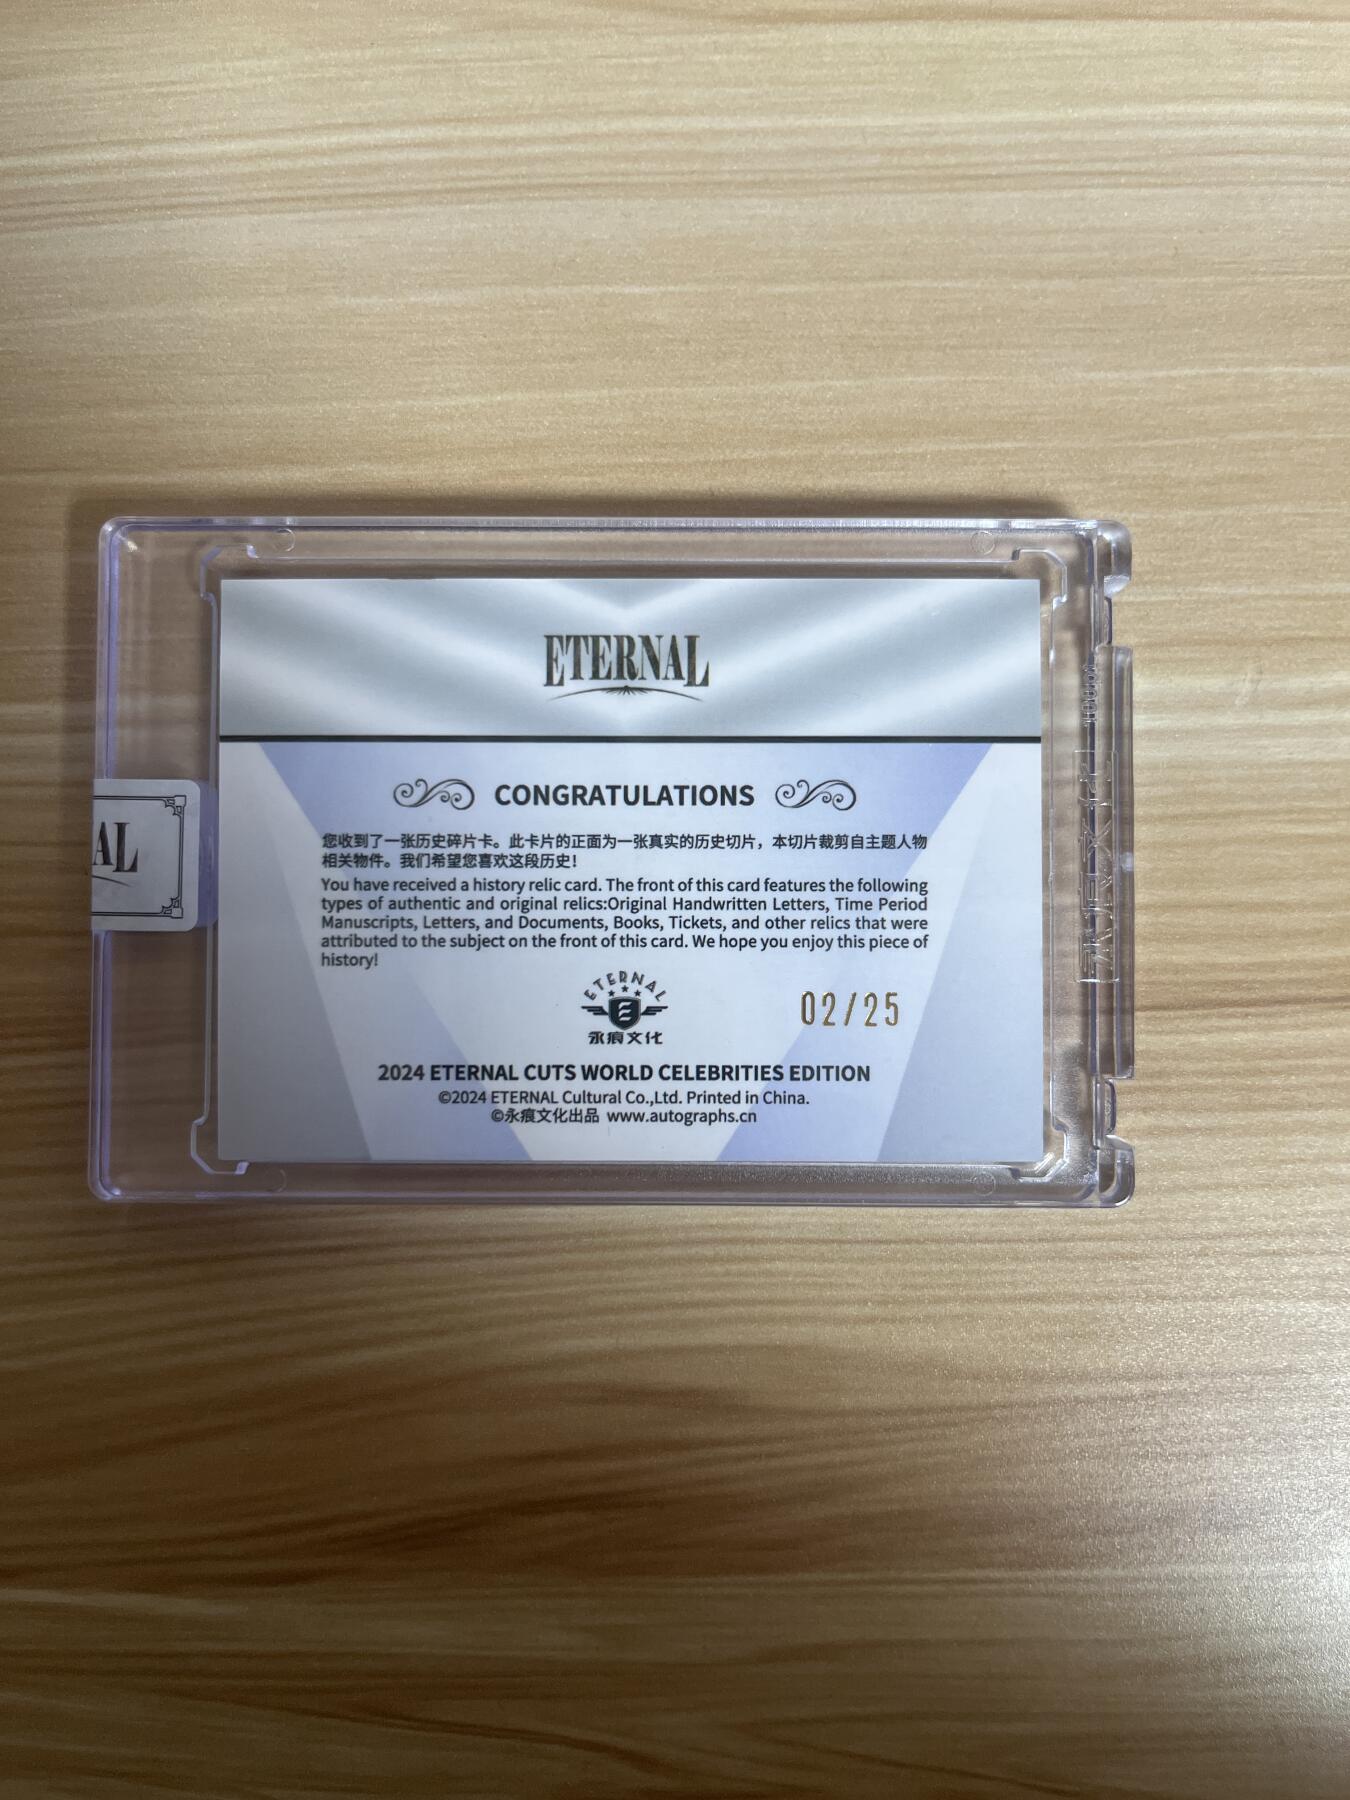 ETERNAL
CONGRATULATIONS
您收到了一张历史碎片卡。此卡片的正面为一张真实的历史切片，本切片裁剪自主题人物
相关物件。我们希望您喜欢这段历史！
You have received a history relic card. The front of this card features the following
types of authentic and original relics:Original Handwritten Letters, Time Period
Manuscripts, Letters, and Documents, Books, Tickets, and other relics that were
attributed to the subject on the front of this card. We hope you enjoy this piece of
history!
ETERNAL
E
永痕文化
02/25
2024 ETERNAL CUTS WORLD CELEBRITIES EDITION
©2024 ETERNAL Cultural Co.,Ltd. Printed in China.
©永痕文化出品 www.autographs.cn
AL
永痕文化